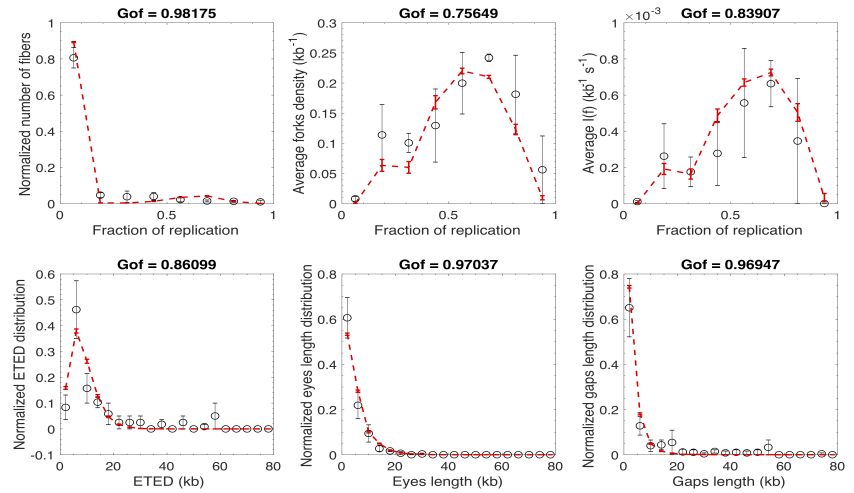 Gof = 0.98175
Normalized number of fibers
1
0.8
0.6
0.4
0.2
0
0 0.5 1
Fraction of replication
Gof = 0.75649
Average forks density (kb⁻¹)
0.3
0.25
0.2
0.15
0.1
0.05
0
0 0.5 1
Fraction of replication
Gof = 0.83907
×10⁻³
Average I(f) (kb⁻¹ s⁻¹)
1
0.8
0.6
0.4
0.2
0
0 0.5 1
Fraction of replication
Gof = 0.86099
Normalized ETED distribution
0.6
0.5
0.4
0.3
0.2
0.1
0
-0.1
0 20 40 60 80
ETED (kb)
Gof = 0.97037
Normalized eyes length distribution
0.8
0.6
0.4
0.2
0
0 20 40 60 80
Eyes length (kb)
Gof = 0.96947
Normalized gaps length distribution
0.8
0.6
0.4
0.2
0
0 20 40 60 80
Gaps length (kb)